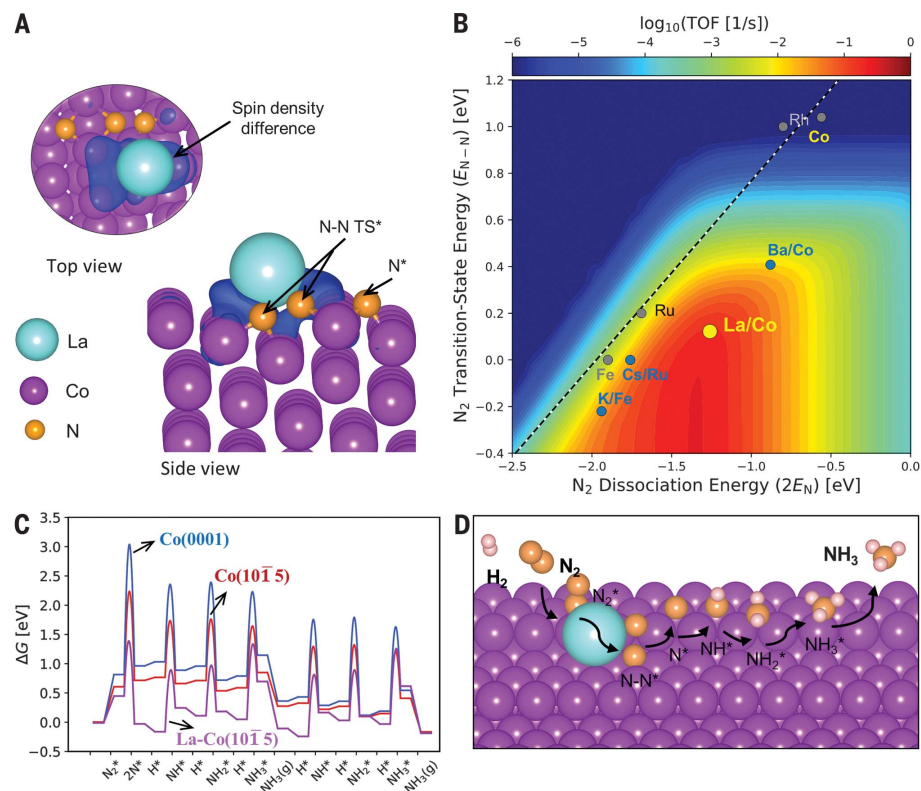 A
Spin density
difference
N-N TS*
N*
Top view
La
Co
N
Side view
B
log₁₀(TOF [1/s])
−6 −5 −4 −3 −2 −1 0
N₂ Transition-State Energy (E_N−N) [eV]
1.2
1.0
0.8
0.6
0.4
0.2
0.0
−0.2
−0.4
Rh
Co
Ba/Co
Ru
La/Co
Fe Cs/Ru
K/Fe
−2.5 −2.0 −1.5 −1.0 −0.5 0.0
N₂ Dissociation Energy (2E_N) [eV]
C
ΔG [eV]
3.5
3.0
2.5
2.0
1.5
1.0
0.5
0.0
−0.5
Co(0001)
Co(101̄5)
La-Co(101̄5)
N₂* 2N* H* NH* H* NH₂* H* NH₃* NH₃(g) H* NH* H* NH₂* H* NH₃* NH₃(g)
D
H₂
N₂
NH₃
N₂*
N-N*
N*
NH*
NH₂*
NH₃*